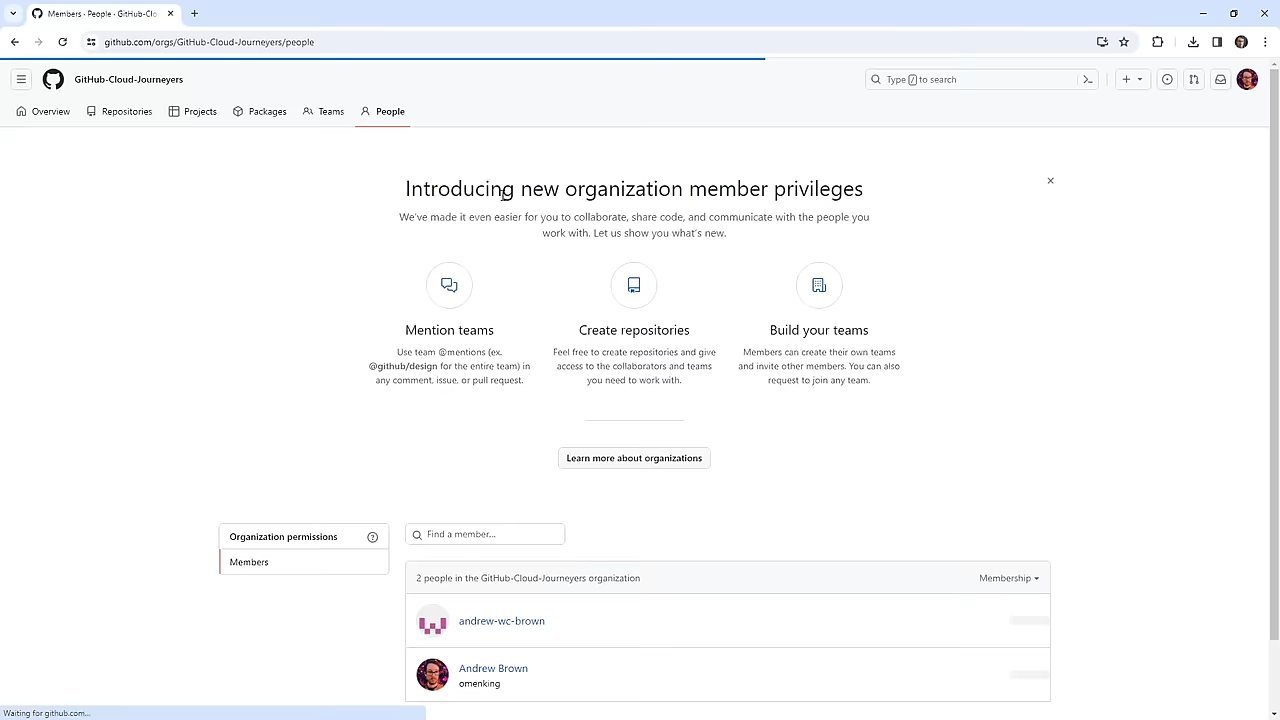 Members · People · GitHub-Clo
github.com/orgs/GitHub-Cloud-Journeyers/people
GitHub-Cloud-Journeyers
Type / to search
Overview
Repositories
Projects
Packages
Teams
People
Introducing new organization member privileges
We've made it even easier for you to collaborate, share code, and communicate with the people you
work with. Let us show you what's new.
Mention teams
Use team @mentions (ex.
@github/design for the entire team) in
any comment, issue, or pull request.
Create repositories
Feel free to create repositories and give
access to the collaborators and teams
you need to work with.
Build your teams
Members can create their own teams
and invite other members. You can also
request to join any team.
Learn more about organizations
Organization permissions
Members
Find a member...
2 people in the GitHub-Cloud-Journeyers organization
Membership
andrew-wc-brown
Andrew Brown
omenking
Waiting for github.com...